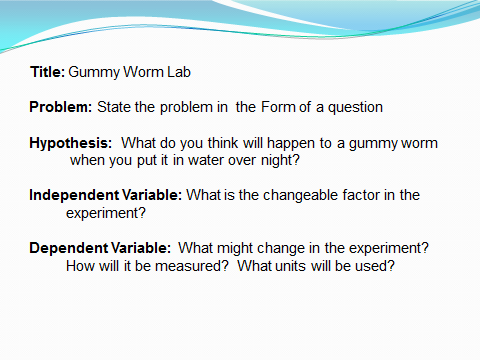 Title: Gummy Worm Lab
Problem: State the problem in the Form of a question
Hypothesis: What do you think will happen to a gummy worm
when you put it in water over night?
Independent Variable: What is the changeable factor in the
experiment?
Dependent Variable: What might change in the experiment?
How will it be measured? What units will be used?